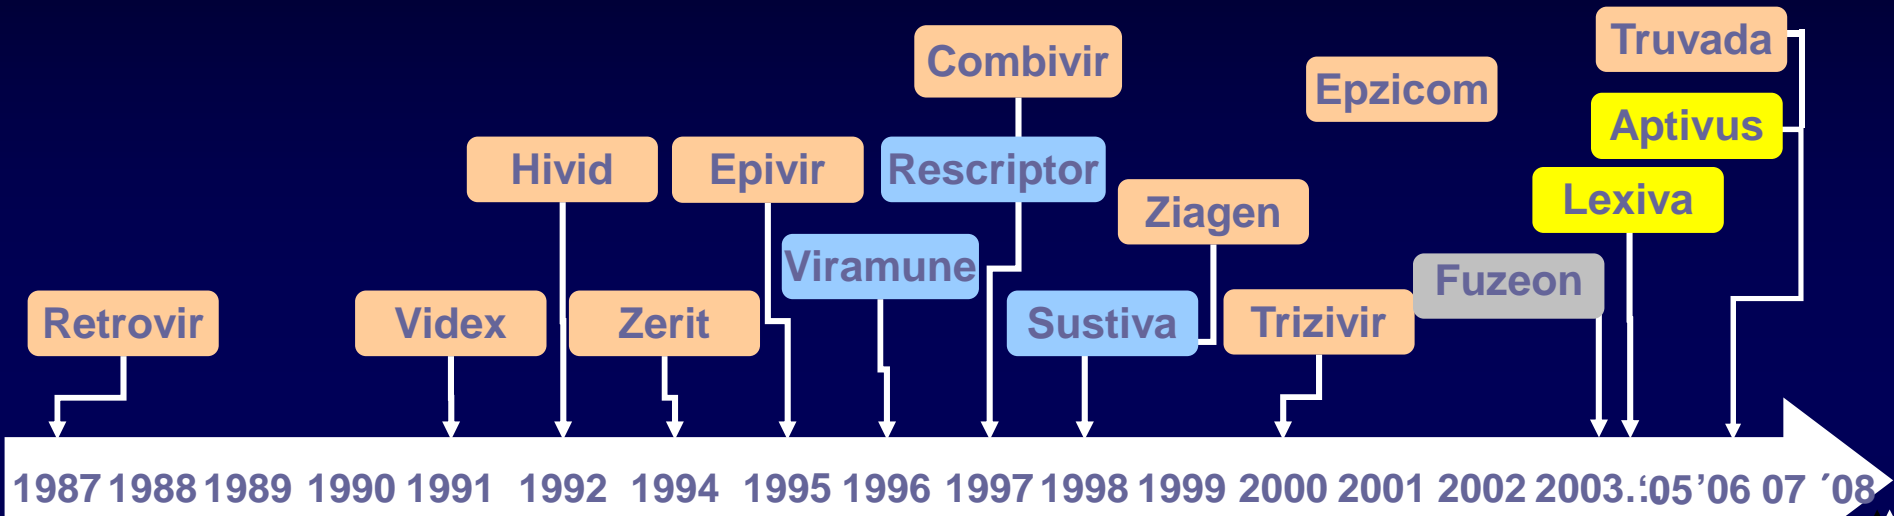 Truvada
Combivir
Epzicom
Aptivus
Hivid
Epivir
Rescriptor
Lexiva
Ziagen
Viramune
Fuzeon
Retrovir
Videx
Zerit
Sustiva
Trizivir
1987 1988 1989 1990 1991 1992 1994 1995 1996 1997 1998 1999 2000 2001 2002 2003.. ‘05 ’06 07 ´08